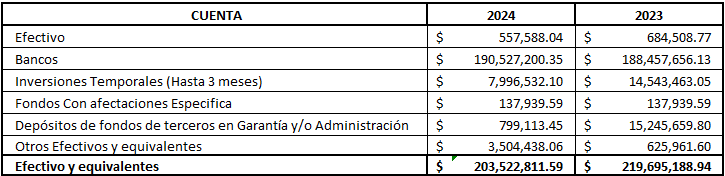 CUENTA 2024 2023
Efectivo $ 557,588.04 $ 684,508.77
Bancos $ 190,527,200.35 $ 188,457,656.13
Inversiones Temporales (Hasta 3 meses) $ 7,996,532.10 $ 14,543,463.05
Fondos Con afectaciones Especifica $ 137,939.59 $ 137,939.59
Depósitos de fondos de terceros en Garantía y/o Administración $ 799,113.45 $ 15,245,659.80
Otros Efectivos y equivalentes $ 3,504,438.06 $ 625,961.60
Efectivo y equivalentes $ 203,522,811.59 $ 219,695,188.94